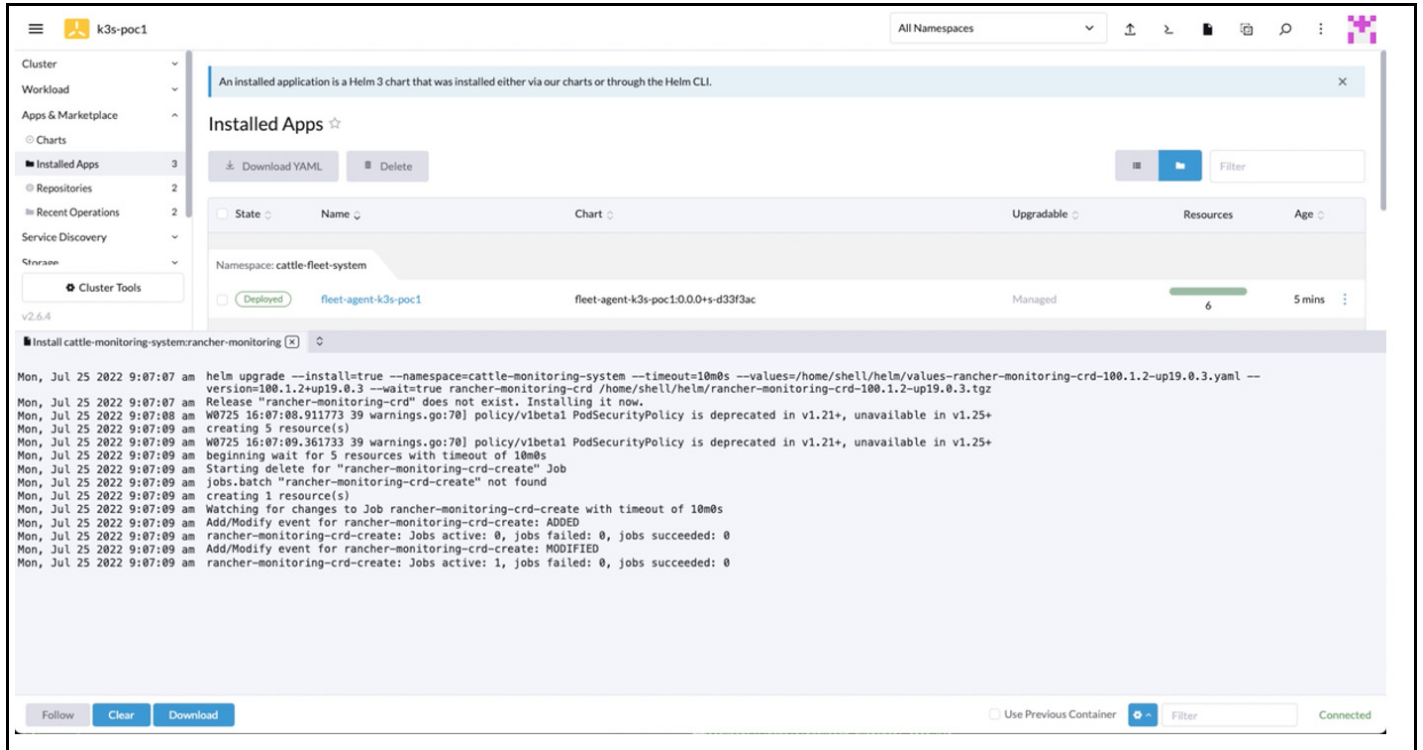 k3s-poc1
All Namespaces
Cluster
Workload
Apps & Marketplace
Charts
Installed Apps 3
Repositories 2
Recent Operations 2
Service Discovery
Storage
Cluster Tools
v2.6.4
An installed application is a Helm 3 chart that was installed either via our charts or through the Helm CLI.
Installed Apps
Download YAML Delete
Filter
State Name Chart Upgradable Resources Age
Namespace: cattle-fleet-system
Deployed fleet-agent-k3s-poc1 fleet-agent-k3s-poc1:0.0.0+s-d33f3ac Managed 6 5 mins
Install cattle-monitoring-system:rancher-monitoring
Mon, Jul 25 2022 9:07:07 am helm upgrade --install=true --namespace=cattle-monitoring-system --timeout=10m0s --values=/home/shell/helm/values-rancher-monitoring-crd-100.1.2-up19.0.3.yaml --
version=100.1.2+up19.0.3 --wait=true rancher-monitoring-crd /home/shell/helm/rancher-monitoring-crd-100.1.2-up19.0.3.tgz
Mon, Jul 25 2022 9:07:07 am Release "rancher-monitoring-crd" does not exist. Installing it now.
Mon, Jul 25 2022 9:07:08 am W0725 16:07:08.911773 39 warnings.go:70] policy/v1beta1 PodSecurityPolicy is deprecated in v1.21+, unavailable in v1.25+
Mon, Jul 25 2022 9:07:09 am creating 5 resource(s)
Mon, Jul 25 2022 9:07:09 am W0725 16:07:09.361733 39 warnings.go:70] policy/v1beta1 PodSecurityPolicy is deprecated in v1.21+, unavailable in v1.25+
Mon, Jul 25 2022 9:07:09 am beginning wait for 5 resources with timeout of 10m0s
Mon, Jul 25 2022 9:07:09 am Starting delete for "rancher-monitoring-crd-create" Job
Mon, Jul 25 2022 9:07:09 am jobs.batch "rancher-monitoring-crd-create" not found
Mon, Jul 25 2022 9:07:09 am creating 1 resource(s)
Mon, Jul 25 2022 9:07:09 am Watching for changes to Job rancher-monitoring-crd-create with timeout of 10m0s
Mon, Jul 25 2022 9:07:09 am Add/Modify event for rancher-monitoring-crd-create: ADDED
Mon, Jul 25 2022 9:07:09 am rancher-monitoring-crd-create: Jobs active: 0, jobs failed: 0, jobs succeeded: 0
Mon, Jul 25 2022 9:07:09 am Add/Modify event for rancher-monitoring-crd-create: MODIFIED
Mon, Jul 25 2022 9:07:09 am rancher-monitoring-crd-create: Jobs active: 1, jobs failed: 0, jobs succeeded: 0
Follow Clear Download
Use Previous Container
Filter
Connected